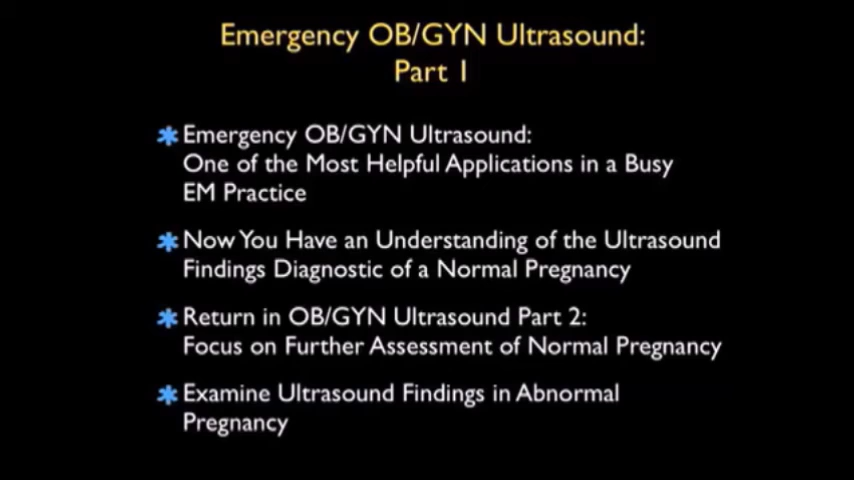 Emergency OB/GYN Ultrasound:
Part 1
Emergency OB/GYN Ultrasound:
One of the Most Helpful Applications in a Busy
EM Practice
Now You Have an Understanding of the Ultrasound
Findings Diagnostic of a Normal Pregnancy
Return in OB/GYN Ultrasound Part 2:
Focus on Further Assessment of Normal Pregnancy
Examine Ultrasound Findings in Abnormal
Pregnancy